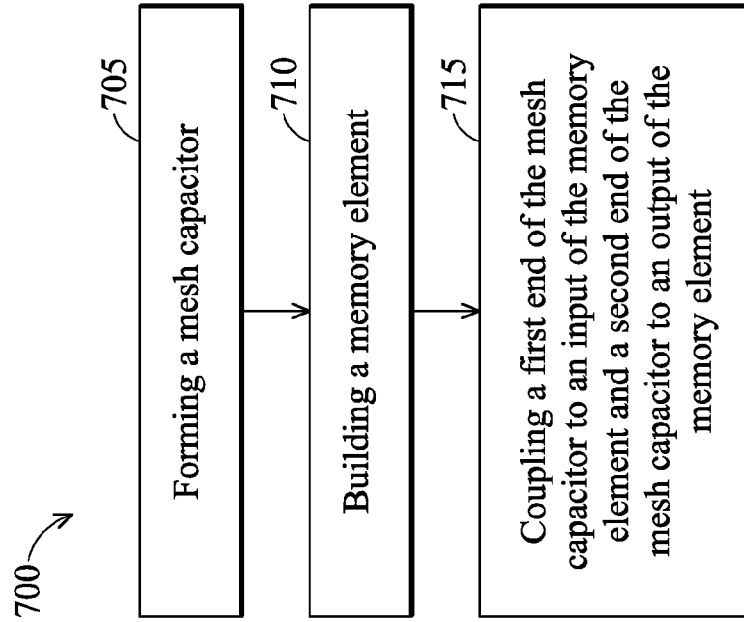 700
705
Forming a mesh capacitor
710
Building a memory element
715
Coupling a first end of the mesh
capacitor to an input of the memory
element and a second end of the
mesh capacitor to an output of the
memory element